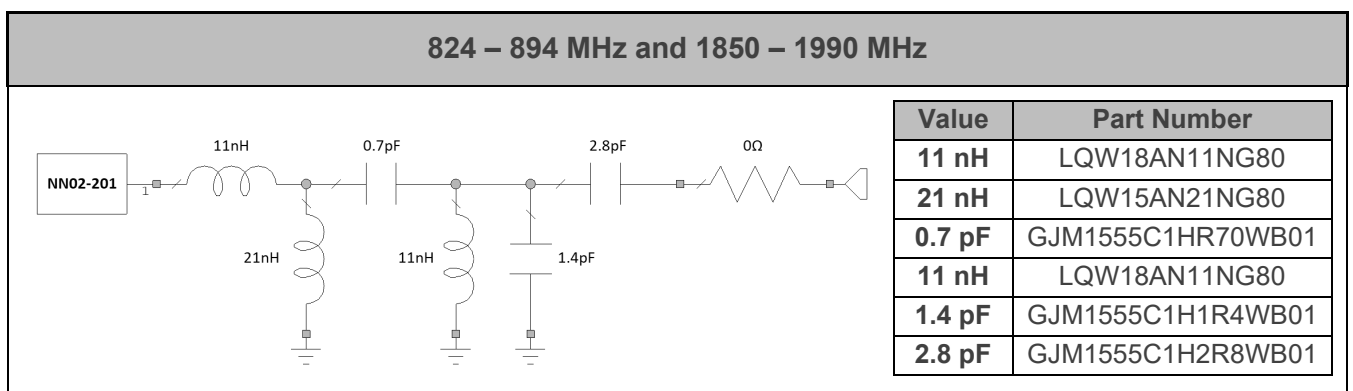 824 – 894 MHz and 1850 – 1990 MHz
NN02-201
1
11nH
0.7pF
2.8pF
0Ω
21nH
11nH
1.4pF
Value Part Number
11 nH LQW18AN11NG80
21 nH LQW15AN21NG80
0.7 pF GJM1555C1HR70WB01
11 nH LQW18AN11NG80
1.4 pF GJM1555C1H1R4WB01
2.8 pF GJM1555C1H2R8WB01